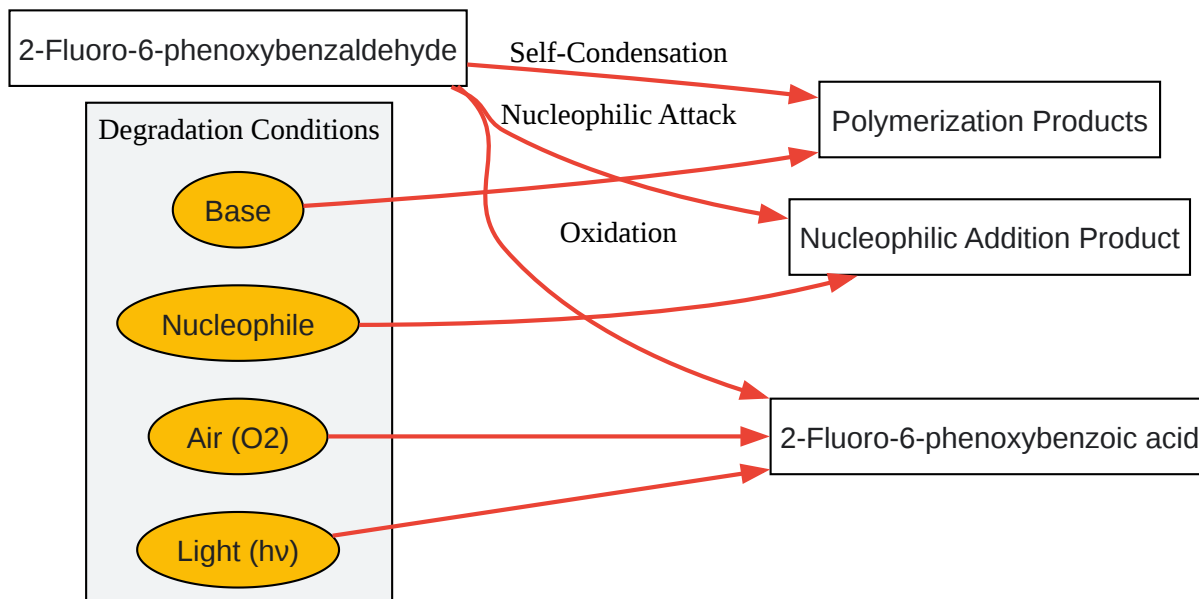 2-Fluoro-6-phenoxybenzaldehyde
Self-Condensation
Polymerization Products
Nucleophilic Attack
Degradation Conditions
Base
Nucleophilic Addition Product
Oxidation
Nucleophile
Air (O2)
2-Fluoro-6-phenoxybenzoic acid
Light (hν)